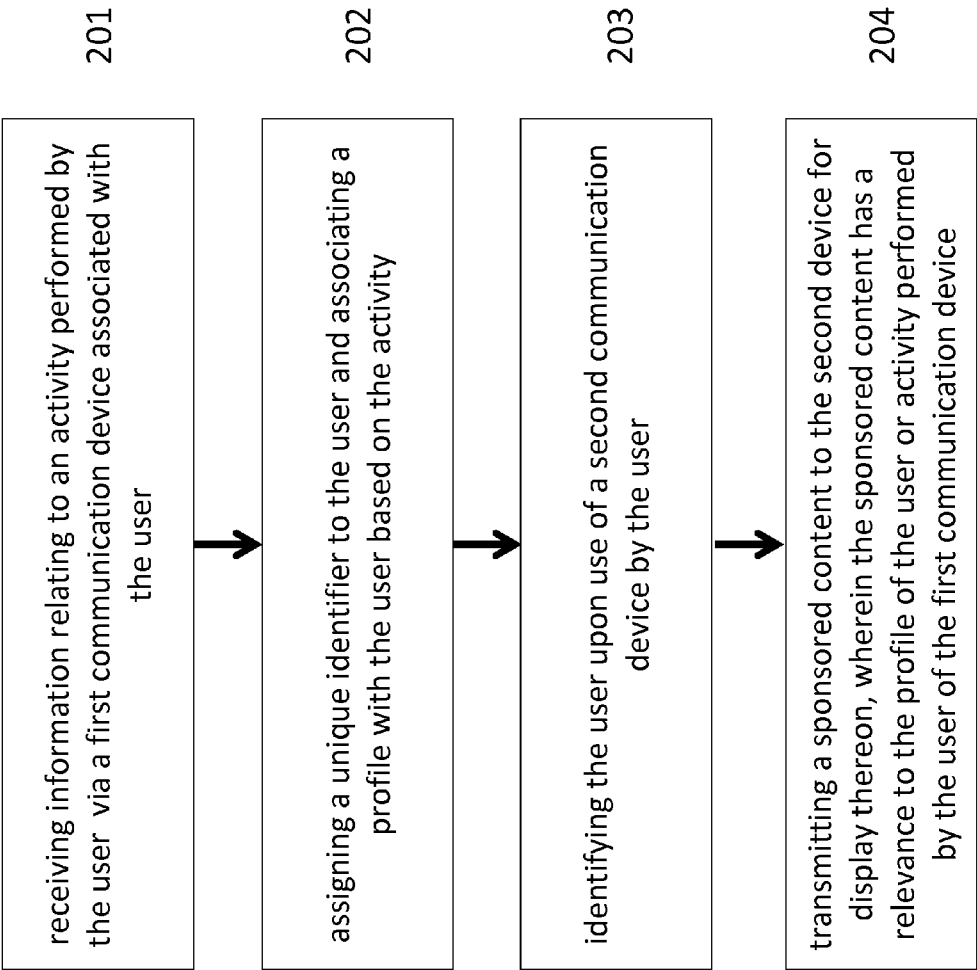 receiving information relating to an activity performed by
the user via a first communication device associated with
the user
201
assigning a unique identifier to the user and associating a
profile with the user based on the activity
202
identifying the user upon use of a second communication
device by the user
203
transmitting a sponsored content to the second device for
display thereon, wherein the sponsored content has a
relevance to the profile of the user or activity performed
by the user of the first communication device
204